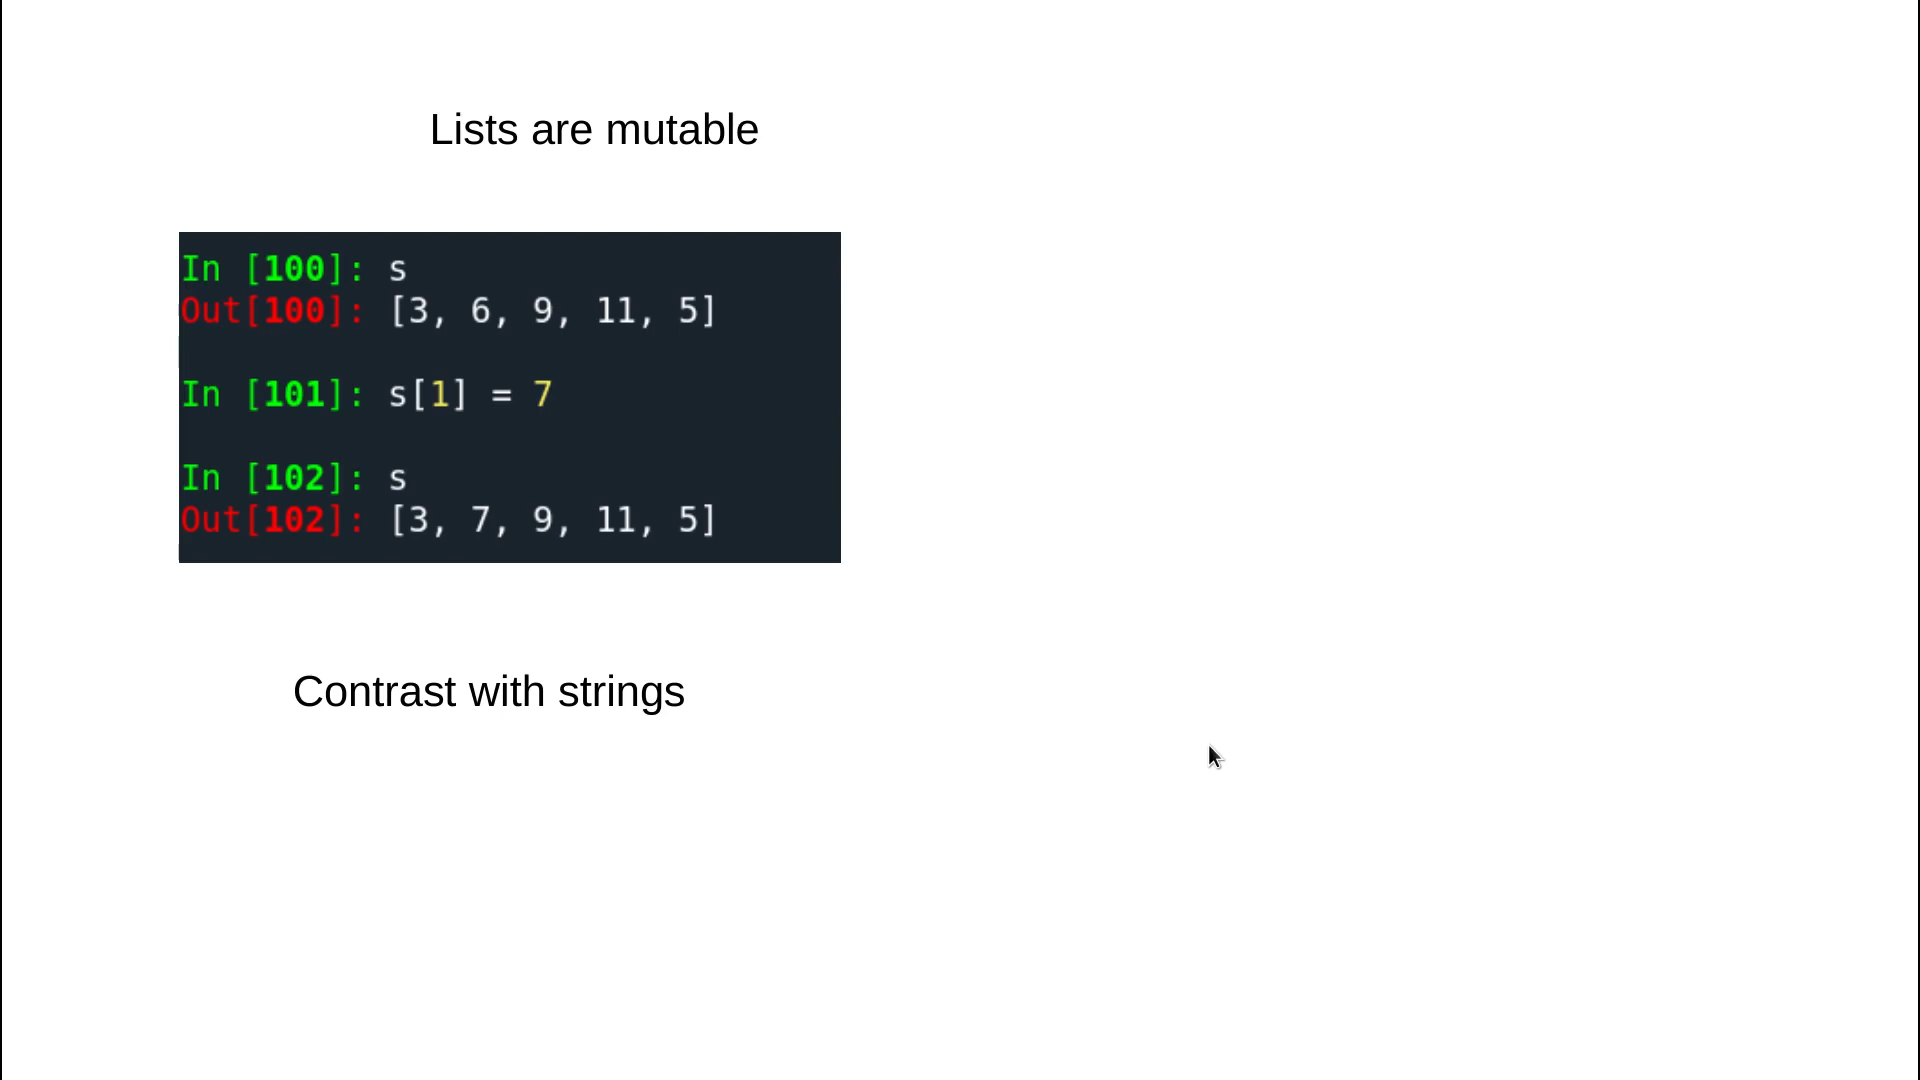 Lists are mutable
In [100]: s
Out[100]: [3, 6, 9, 11, 5]
In [101]: s[1] = 7
In [102]: s
Out[102]: [3, 7, 9, 11, 5]
Contrast with strings